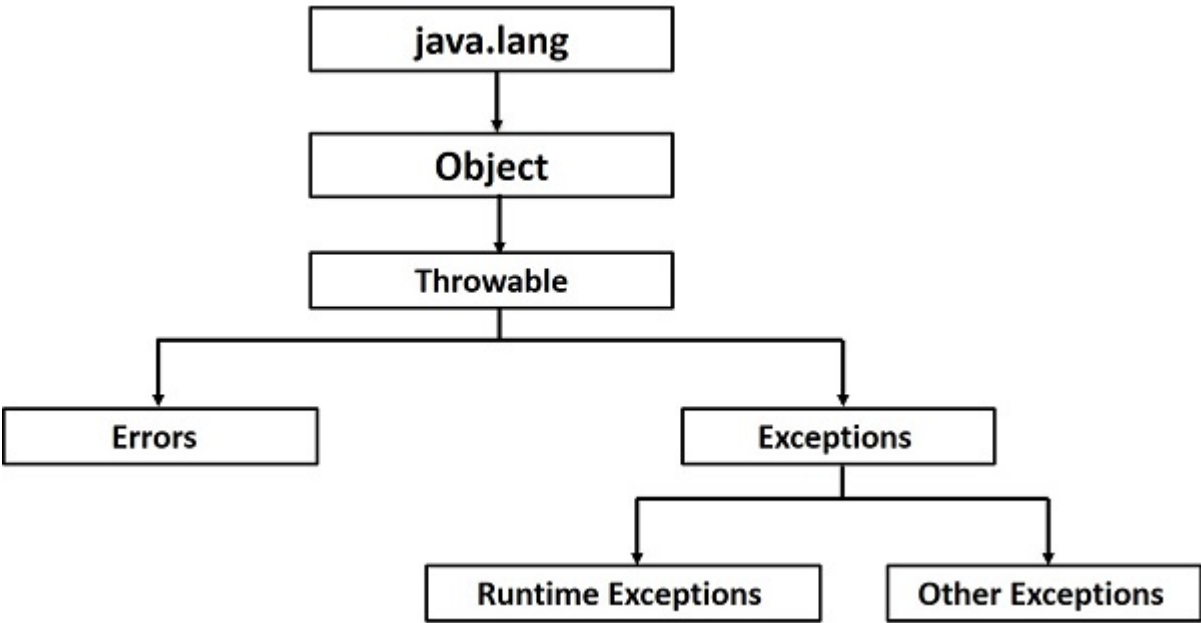 java.lang
Object
Throwable
Errors
Exceptions
Runtime Exceptions
Other Exceptions